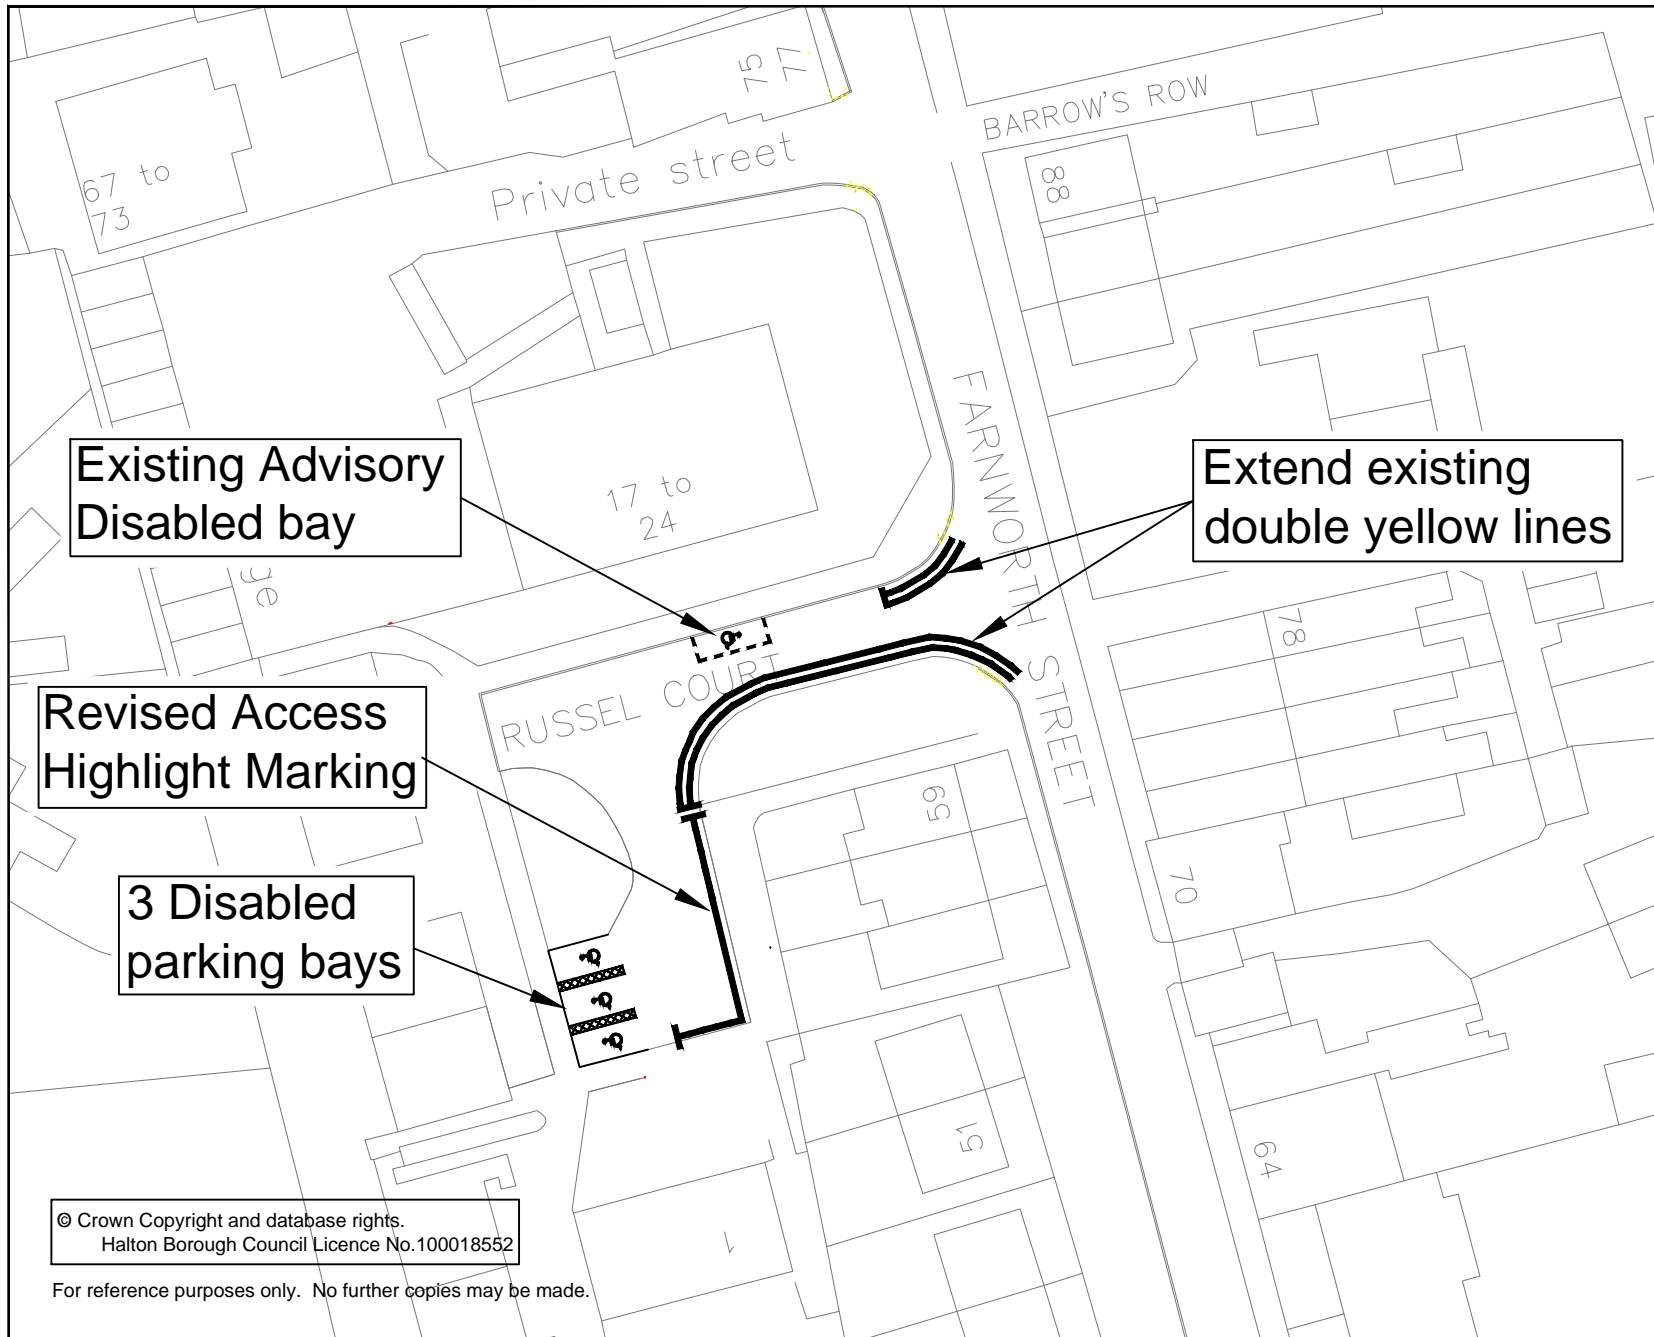 75
77
BARROW'S ROW
67 to
73
Private street
88
FARNWORTH STREET
Existing Advisory
Disabled bay
17 to
24
Extend existing
double yellow lines
ge
78
RUSSEL COURT
Revised Access
Highlight Marking
59
70
3 Disabled
parking bays
51
64
1
© Crown Copyright and database rights.
Halton Borough Council Licence No.100018552
For reference purposes only. No further copies may be made.